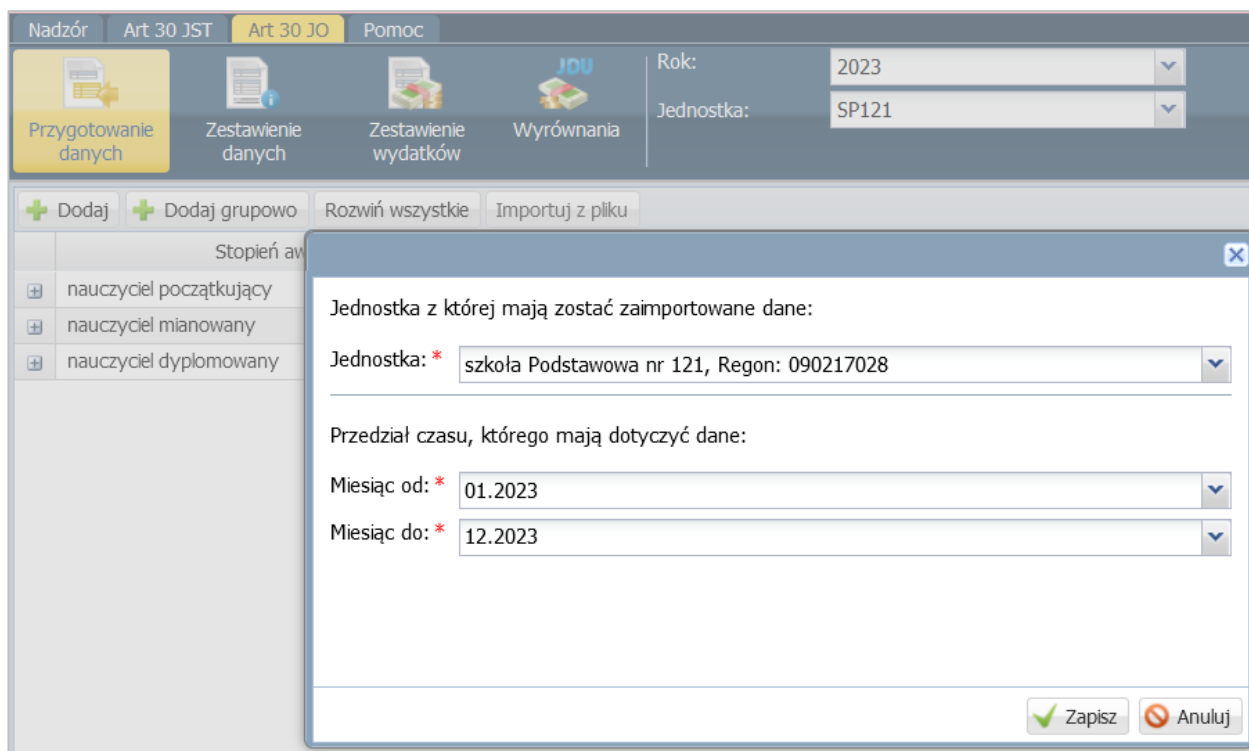 Nadzór Art 30 JST Art 30 JO Pomoc
Przygotowanie danych
Zestawienie danych
Zestawienie wydatków
JDU
Wyrównania
Rok: 2023
Jednostka: SP121
Dodaj Dodaj grupowo Rozwiń wszystkie Importuj z pliku
Stopień aw
nauczyciel początkujący
nauczyciel mianowany
nauczyciel dyplomowany
Jednostka z której mają zostać zaimportowane dane:
Jednostka: * szkoła Podstawowa nr 121, Regon: 090217028
Przedział czasu, którego mają dotyczyć dane:
Miesiąc od: * 01.2023
Miesiąc do: * 12.2023
Zapisz Anuluj